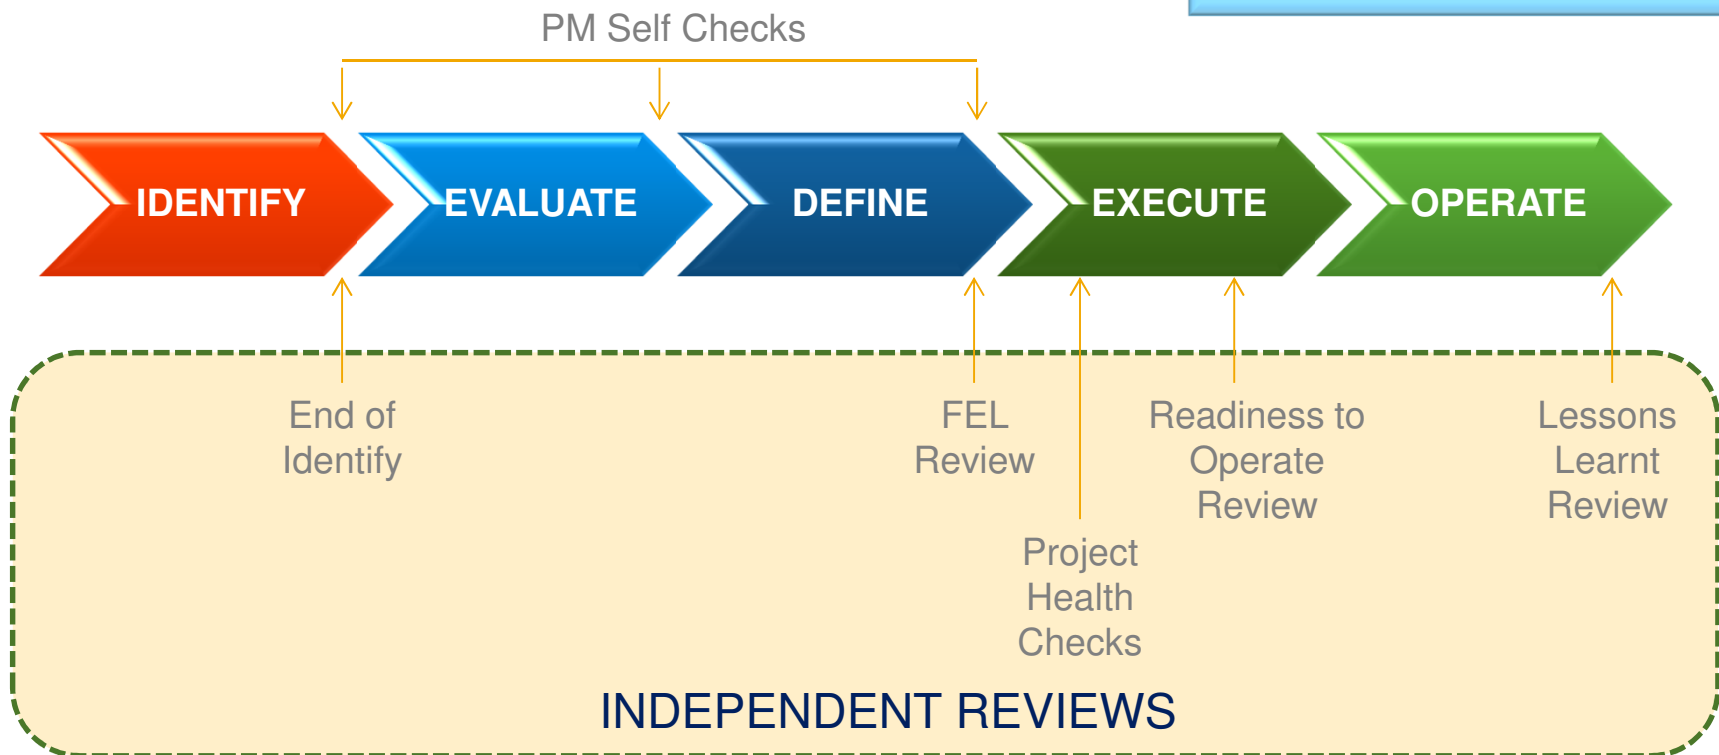 PM Self Checks
IDENTIFY
EVALUATE
DEFINE
EXECUTE
OPERATE
End of
Identify
FEL
Review
Project
Health
Checks
Readiness to
Operate
Review
Lessons
Learnt
Review
INDEPENDENT REVIEWS